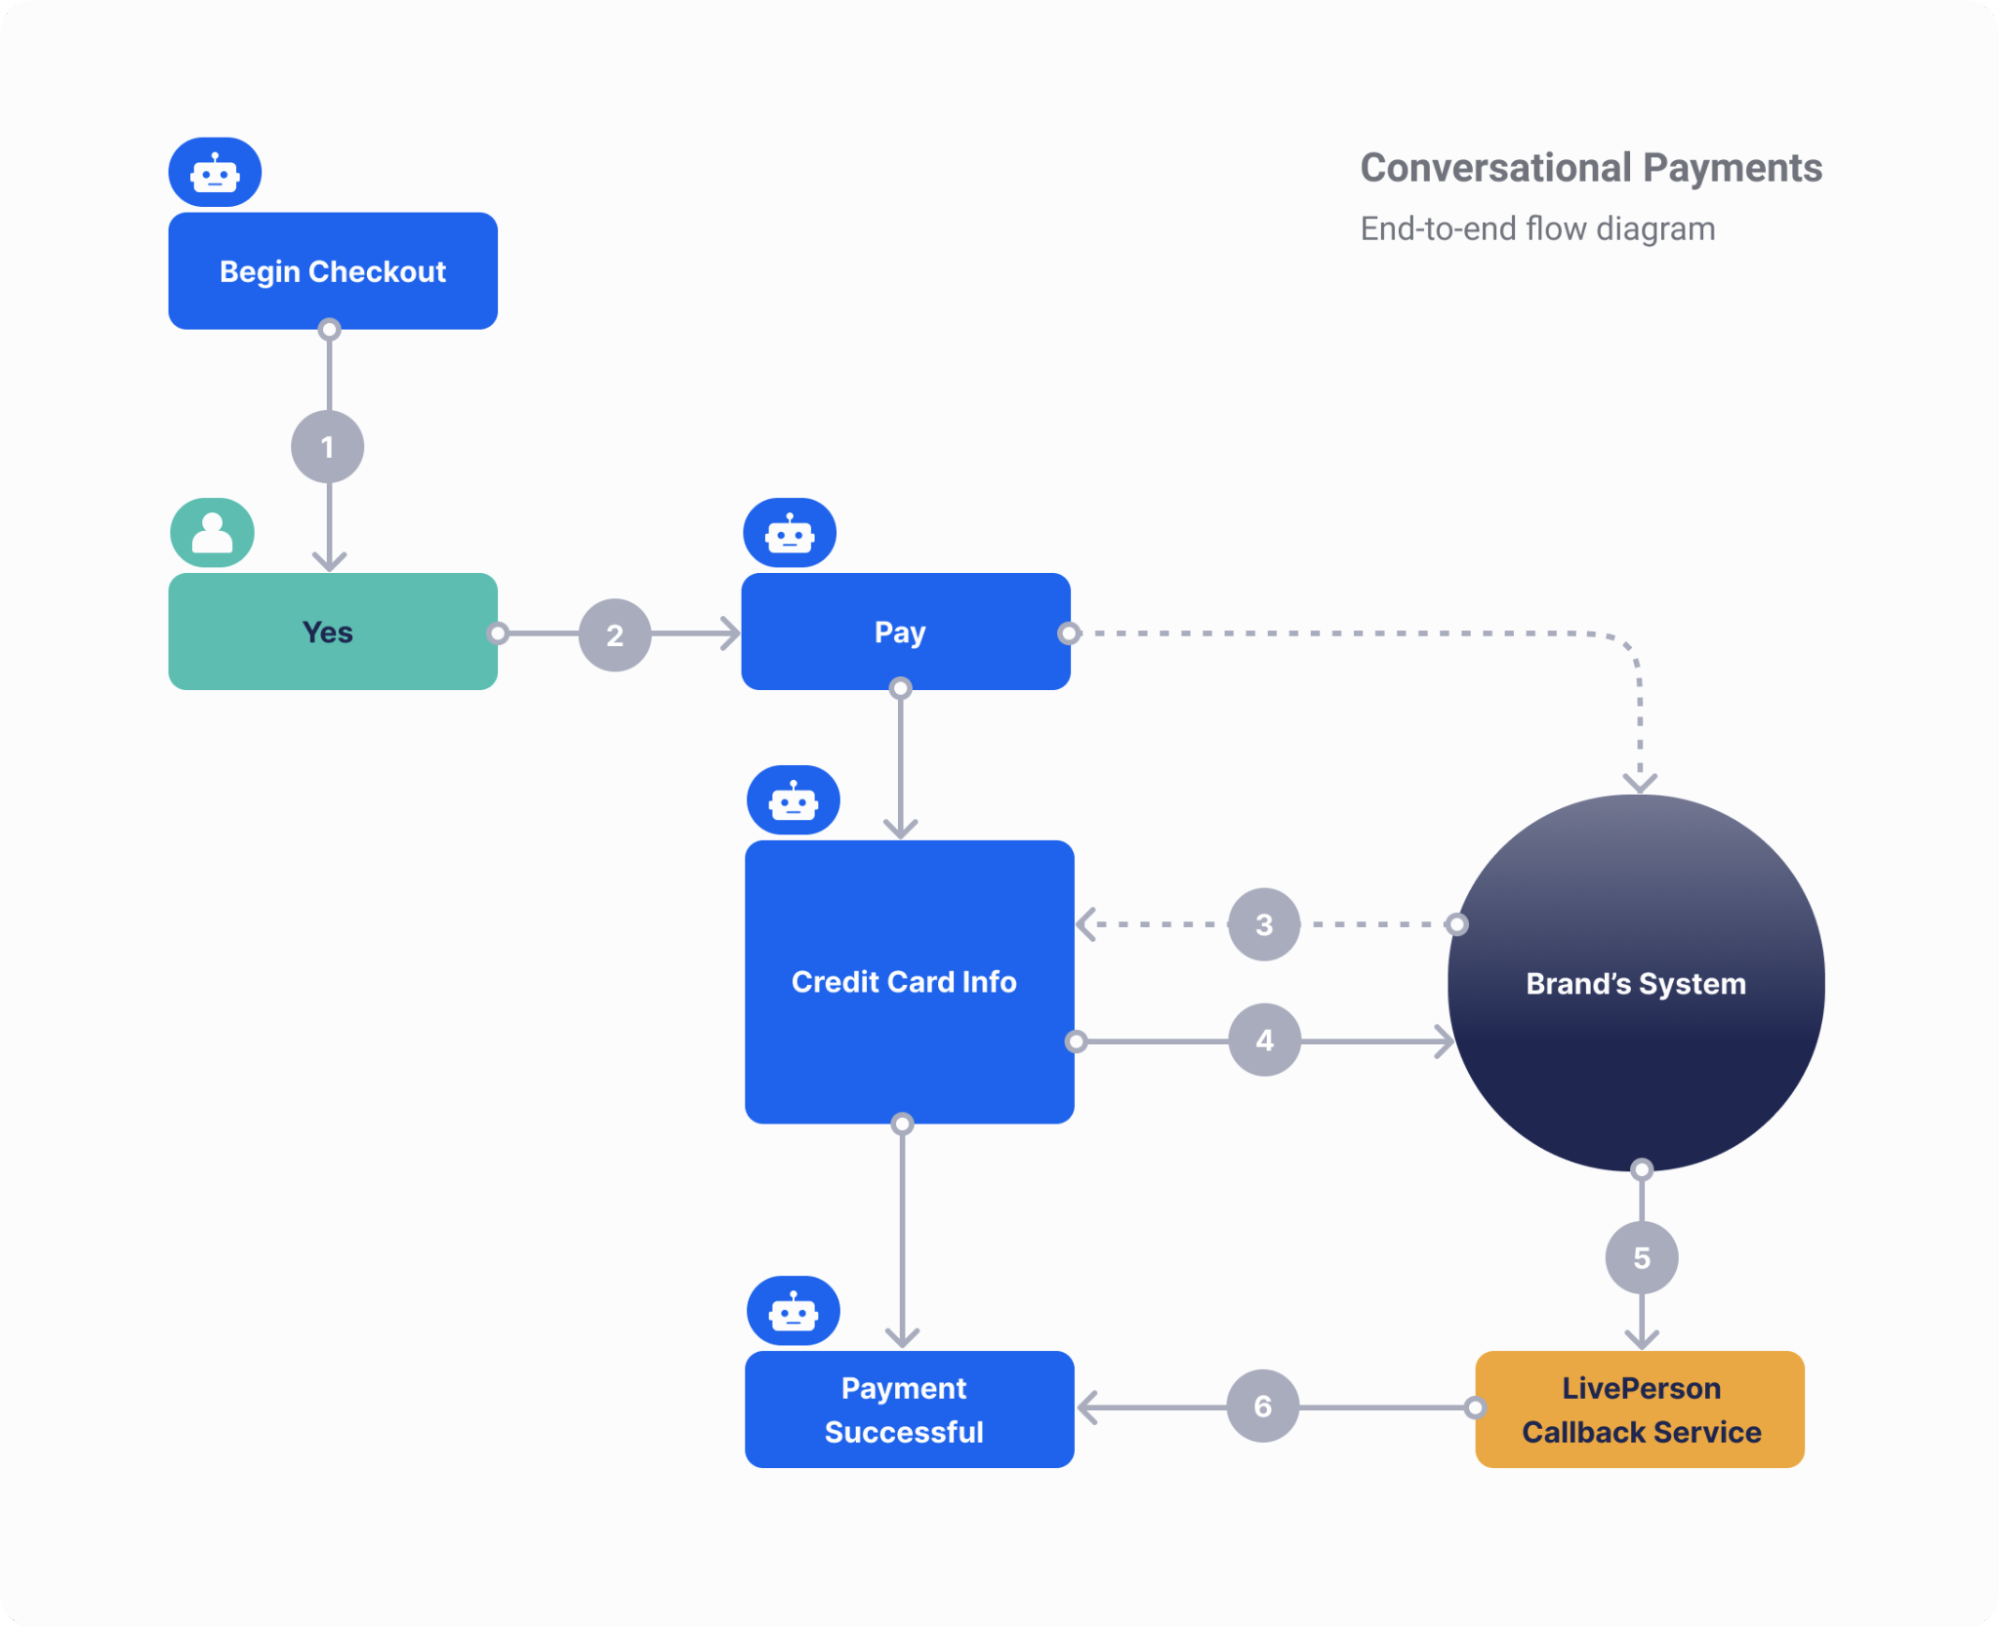 Conversational Payments
End-to-end flow diagram
Begin Checkout
1
Yes
2
Pay
3
Credit Card Info
Brand’s System
4
5
Payment
Successful
6
LivePerson
Callback Service